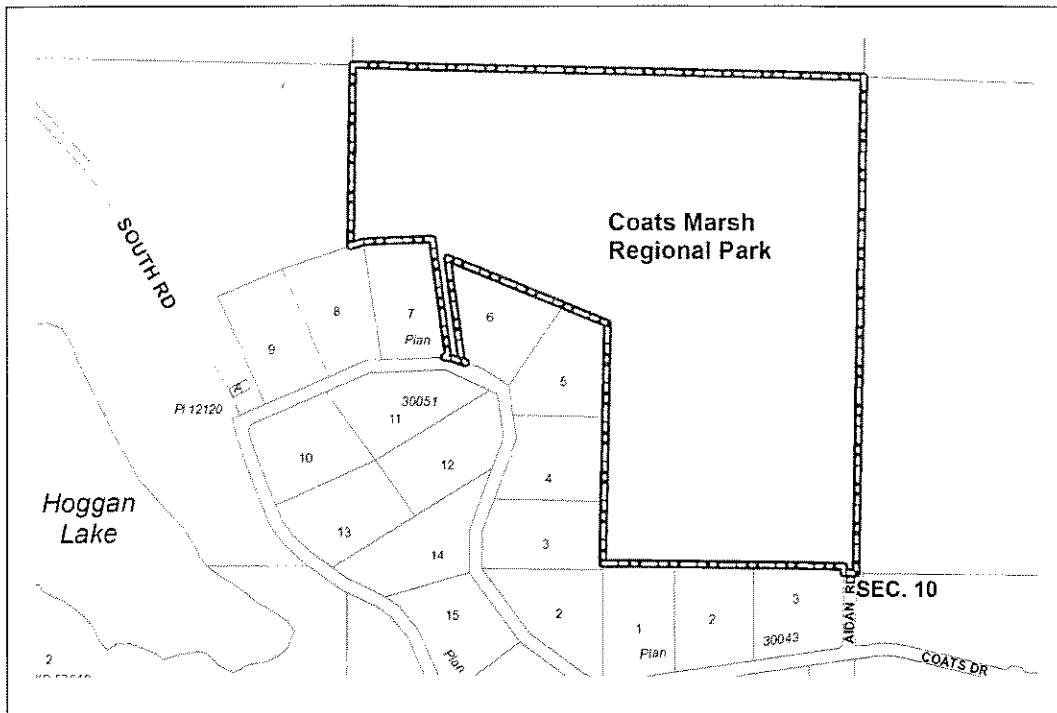 SOUTH RD
Coats Marsh
Regional Park
9
8
7
Plan
6
5
Pl 12120
30051
11
10
12
4
13
14
3
Hoggan
Lake
15
Plan
2
1
Plan
2
3
30043
AIDAN RD
SEC. 10
COATS DR
2